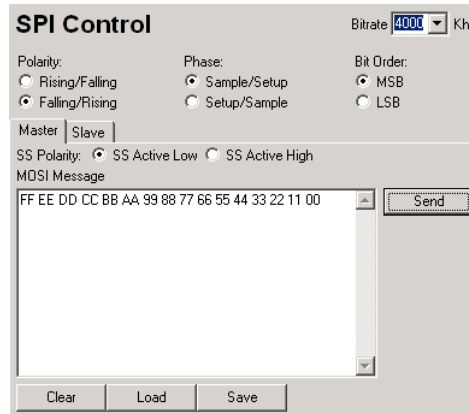 SPI Control
Bitrate 4000 Kh
Polarity: Phase: Bit Order:
Rising/Falling Sample/Setup MSB
Falling/Rising Setup/Sample LSB
Master Slave
SS Polarity: SS Active Low SS Active High
MOSI Message
FF EE DD CC BB AA 99 88 77 66 55 44 33 22 11 00
Send
Clear Load Save